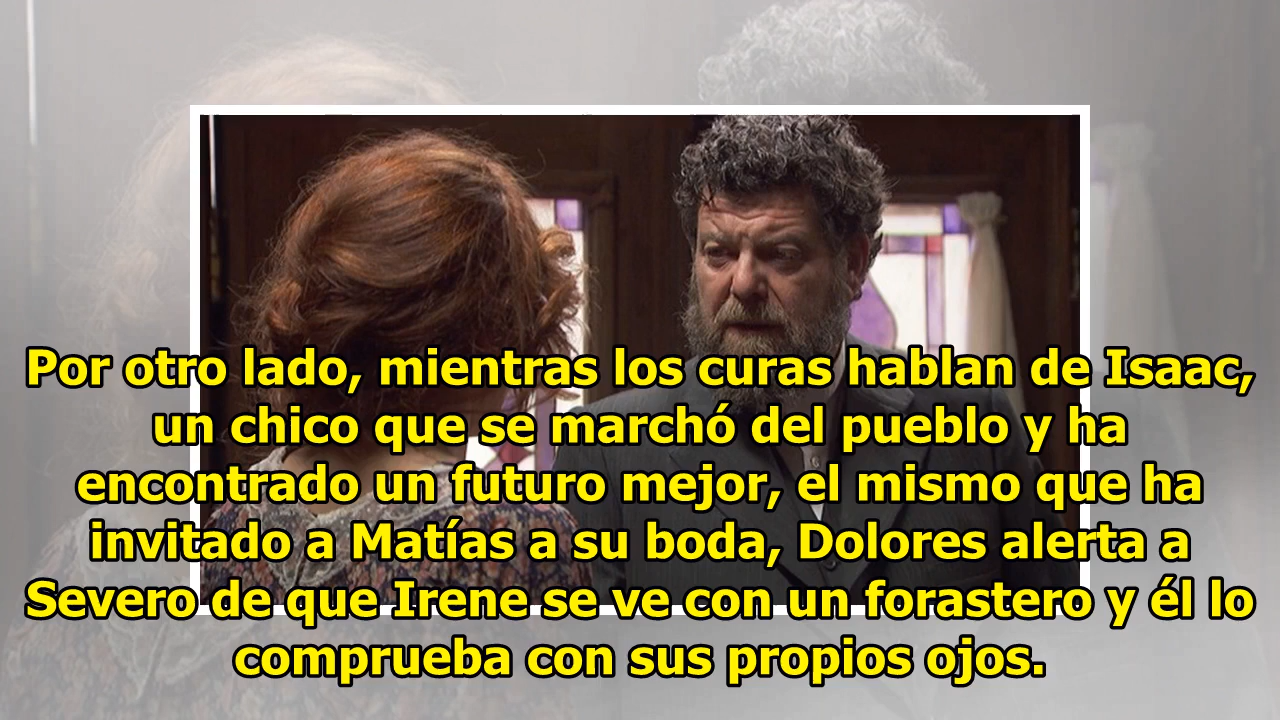 Por otro lado, mientras los curas hablan de Isaac,
un chico que se marchó del pueblo y ha
encontrado un futuro mejor, el mismo que ha
invitado a Matías a su boda, Dolores alerta a
Severo de que Irene se ve con un forastero y él lo
comprueba con sus propios ojos.